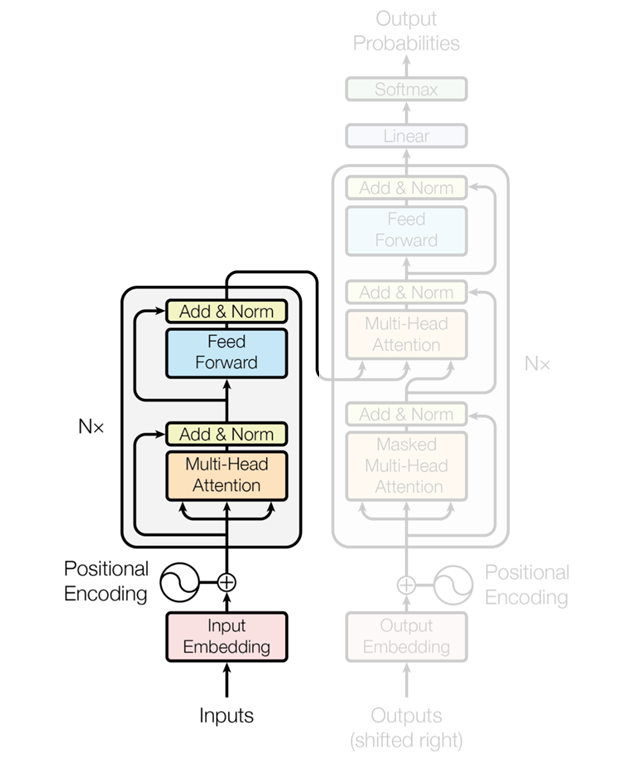 Output
Probabilities
Softmax
Linear
Add & Norm
Feed
Forward
Add & Norm
Multi-Head
Attention
Add & Norm
Masked
Multi-Head
Attention
N×
Positional
Encoding
Output
Embedding
Outputs
(shifted right)
Add & Norm
Feed
Forward
Add & Norm
Multi-Head
Attention
N×
Positional
Encoding
Input
Embedding
Inputs